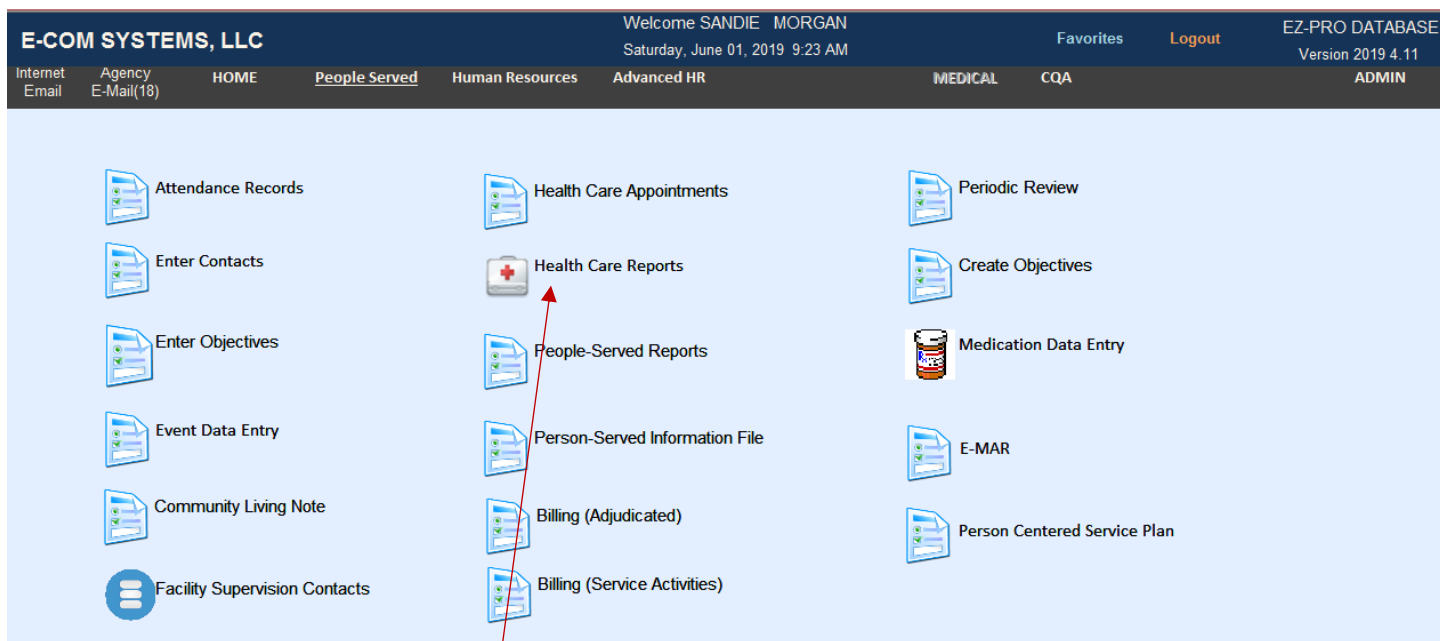 E-COM SYSTEMS, LLC
Welcome SANDIE MORGAN
Saturday, June 01, 2019 9:23 AM
Favorites
Logout
EZ-PRO DATABASE
Version 2019 4.11
Internet Email
Agency E-Mail(18)
HOME
People Served
Human Resources
Advanced HR
MEDICAL
CQA
ADMIN
Attendance Records
Health Care Appointments
Periodic Review
Enter Contacts
Health Care Reports
Create Objectives
Enter Objectives
People-Served Reports
Medication Data Entry
Event Data Entry
Person-Served Information File
E-MAR
Community Living Note
Billing (Adjudicated)
Person Centered Service Plan
Facility Supervision Contacts
Billing (Service Activities)